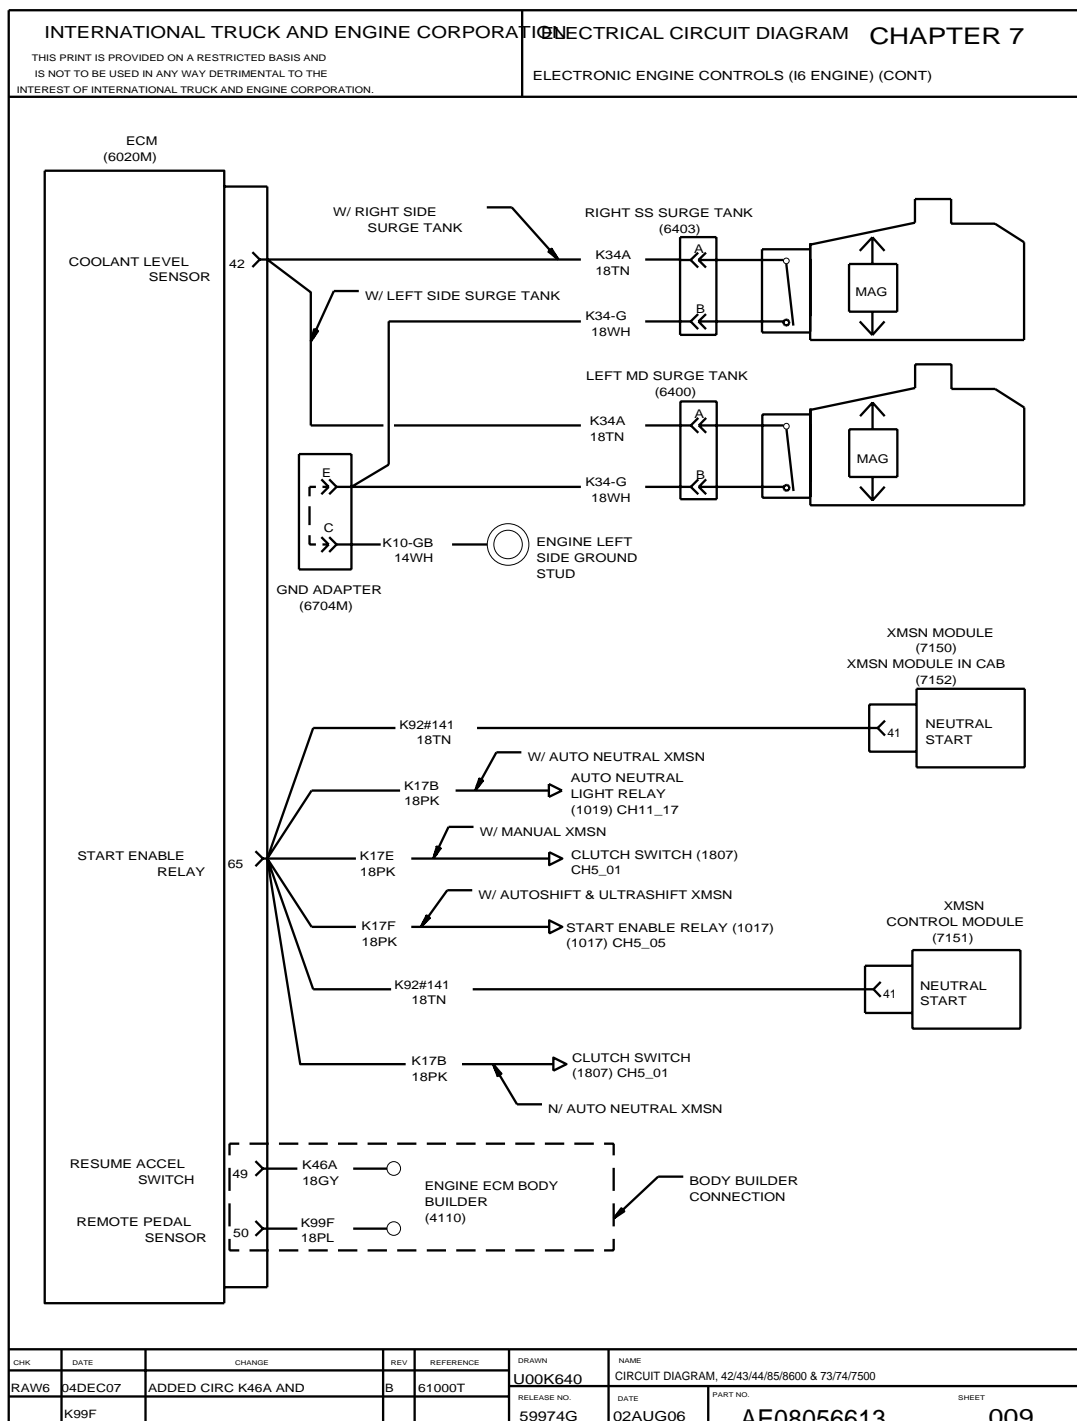 INTERNATIONAL TRUCK AND ENGINE CORPORATION
THIS PRINT IS PROVIDED ON A RESTRICTED BASIS AND
IS NOT TO BE USED IN ANY WAY DETRIMENTAL TO THE
INTEREST OF INTERNATIONAL TRUCK AND ENGINE CORPORATION.
ELECTRICAL CIRCUIT DIAGRAM CHAPTER 7
ELECTRONIC ENGINE CONTROLS (I6 ENGINE) (CONT)
ECM
(6020M)
COOLANT LEVEL
SENSOR
42
W/ RIGHT SIDE
SURGE TANK
W/ LEFT SIDE SURGE TANK
RIGHT SS SURGE TANK
(6403)
K34A
18TN
A
K34-G
18WH
B
MAG
LEFT MD SURGE TANK
(6400)
K34A
18TN
A
K34-G
18WH
B
MAG
E
C
K10-GB
14WH
ENGINE LEFT
SIDE GROUND
STUD
GND ADAPTER
(6704M)
XMSN MODULE
(7150)
XMSN MODULE IN CAB
(7152)
K92#141
18TN
41
NEUTRAL
START
W/ AUTO NEUTRAL XMSN
K17B
18PK
AUTO NEUTRAL
LIGHT RELAY
(1019) CH11_17
W/ MANUAL XMSN
START ENABLE
RELAY
65
K17E
18PK
CLUTCH SWITCH (1807)
CH5_01
W/ AUTOSHIFT & ULTRASHIFT XMSN
K17F
18PK
START ENABLE RELAY (1017)
(1017) CH5_05
XMSN
CONTROL MODULE
(7151)
K92#141
18TN
41
NEUTRAL
START
K17B
18PK
CLUTCH SWITCH
(1807) CH5_01
N/ AUTO NEUTRAL XMSN
RESUME ACCEL
SWITCH
49
K46A
18GY
REMOTE PEDAL
SENSOR
50
K99F
18PL
ENGINE ECM BODY
BUILDER
(4110)
BODY BUILDER
CONNECTION
CHK DATE CHANGE REV REFERENCE
RAW6 04DEC07 ADDED CIRC K46A AND B 61000T
K99F
DRAWN
U00K640
NAME
CIRCUIT DIAGRAM, 42/43/44/85/8600 & 73/74/7500
RELEASE NO.
59974G
DATE
02AUG06
PART NO.
AE08056613
SHEET
009